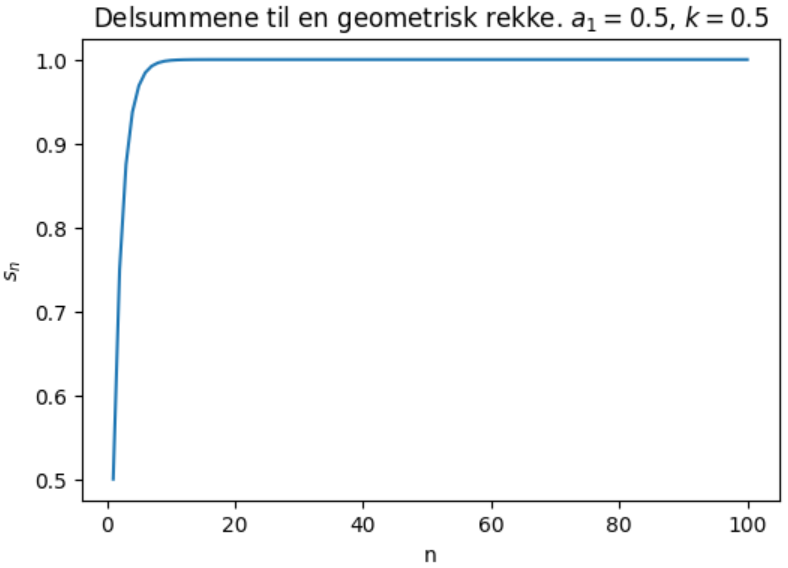 Delsummene til en geometrisk rekke. a₁ = 0.5, k = 0.5
1.0
0.9
0.8
0.7
0.6
0.5
sₙ
0 20 40 60 80 100
n